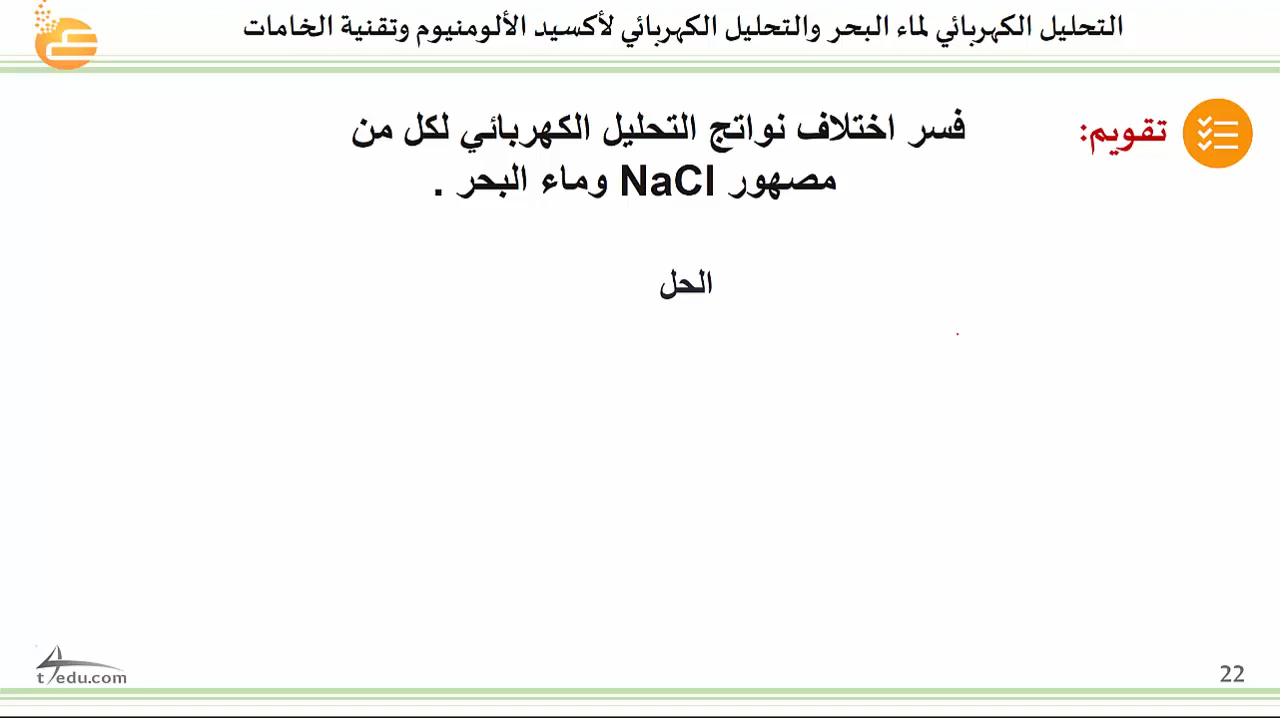 التحليل الكهربائي لماء البحر والتحليل الكهربائي لأكسيد الألومنيوم وتقنية الخامات
تقويم:
فسر اختلاف نواتج التحليل الكهربائي لكل من
مصهور NaCl وماء البحر .
الحل
t4edu.com
22